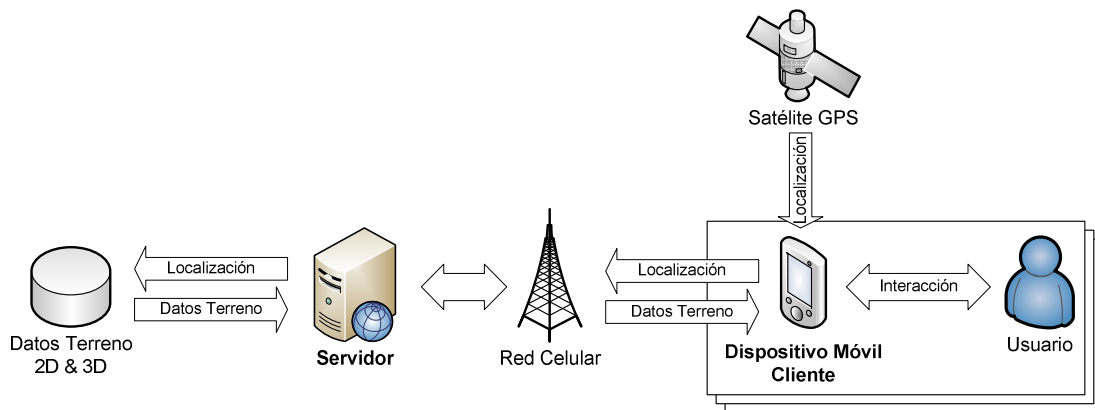 Satélite GPS
Localización
Localización
Datos Terreno
Datos Terreno
2D & 3D
Servidor
Red Celular
Localización
Datos Terreno
Dispositivo Móvil
Cliente
Interacción
Usuario